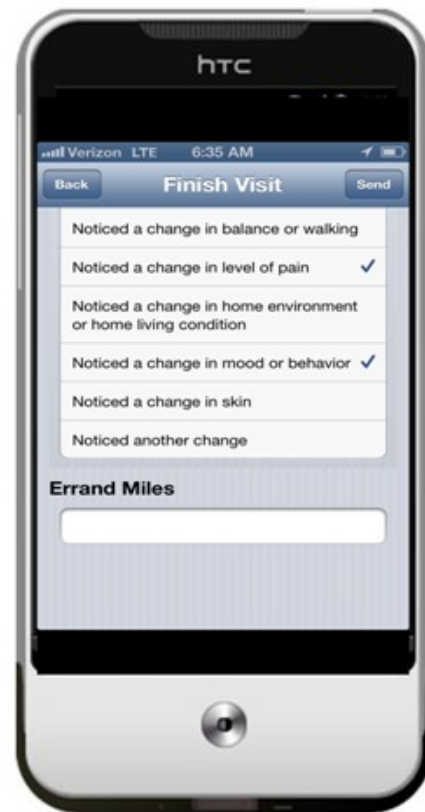 hTC
Verizon LTE 6:35 AM
Back Finish Visit Send
Noticed a change in balance or walking
Noticed a change in level of pain
Noticed a change in home environment
or home living condition
Noticed a change in mood or behavior
Noticed a change in skin
Noticed another change
Errand Miles